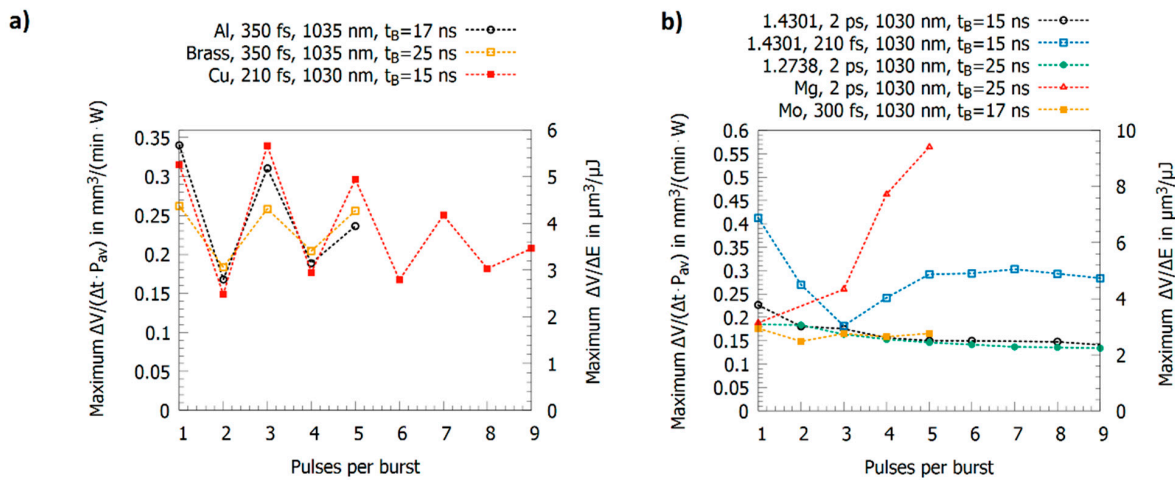 a)
Al, 350 fs, 1035 nm, t_B=17 ns
Brass, 350 fs, 1035 nm, t_B=25 ns
Cu, 210 fs, 1030 nm, t_B=15 ns
Maximum ΔV/(Δt·P_av) in mm³/(min·W)
0.35
0.3
0.25
0.2
0.15
0.1
0.05
0
6
5
4
3
2
1
0
Maximum ΔV/ΔE in μm³/μJ
1 2 3 4 5 6 7 8 9
Pulses per burst
b)
1.4301, 2 ps, 1030 nm, t_B=15 ns
1.4301, 210 fs, 1030 nm, t_B=15 ns
1.2738, 2 ps, 1030 nm, t_B=25 ns
Mg, 2 ps, 1030 nm, t_B=25 ns
Mo, 300 fs, 1030 nm, t_B=17 ns
Maximum ΔV/(Δt·P_av) in mm³/(min·W)
0.6
0.55
0.5
0.45
0.4
0.35
0.3
0.25
0.2
0.15
0.1
0.05
0
10
8
6
4
2
0
Maximum ΔV/ΔE in μm³/μJ
1 2 3 4 5 6 7 8 9
Pulses per burst